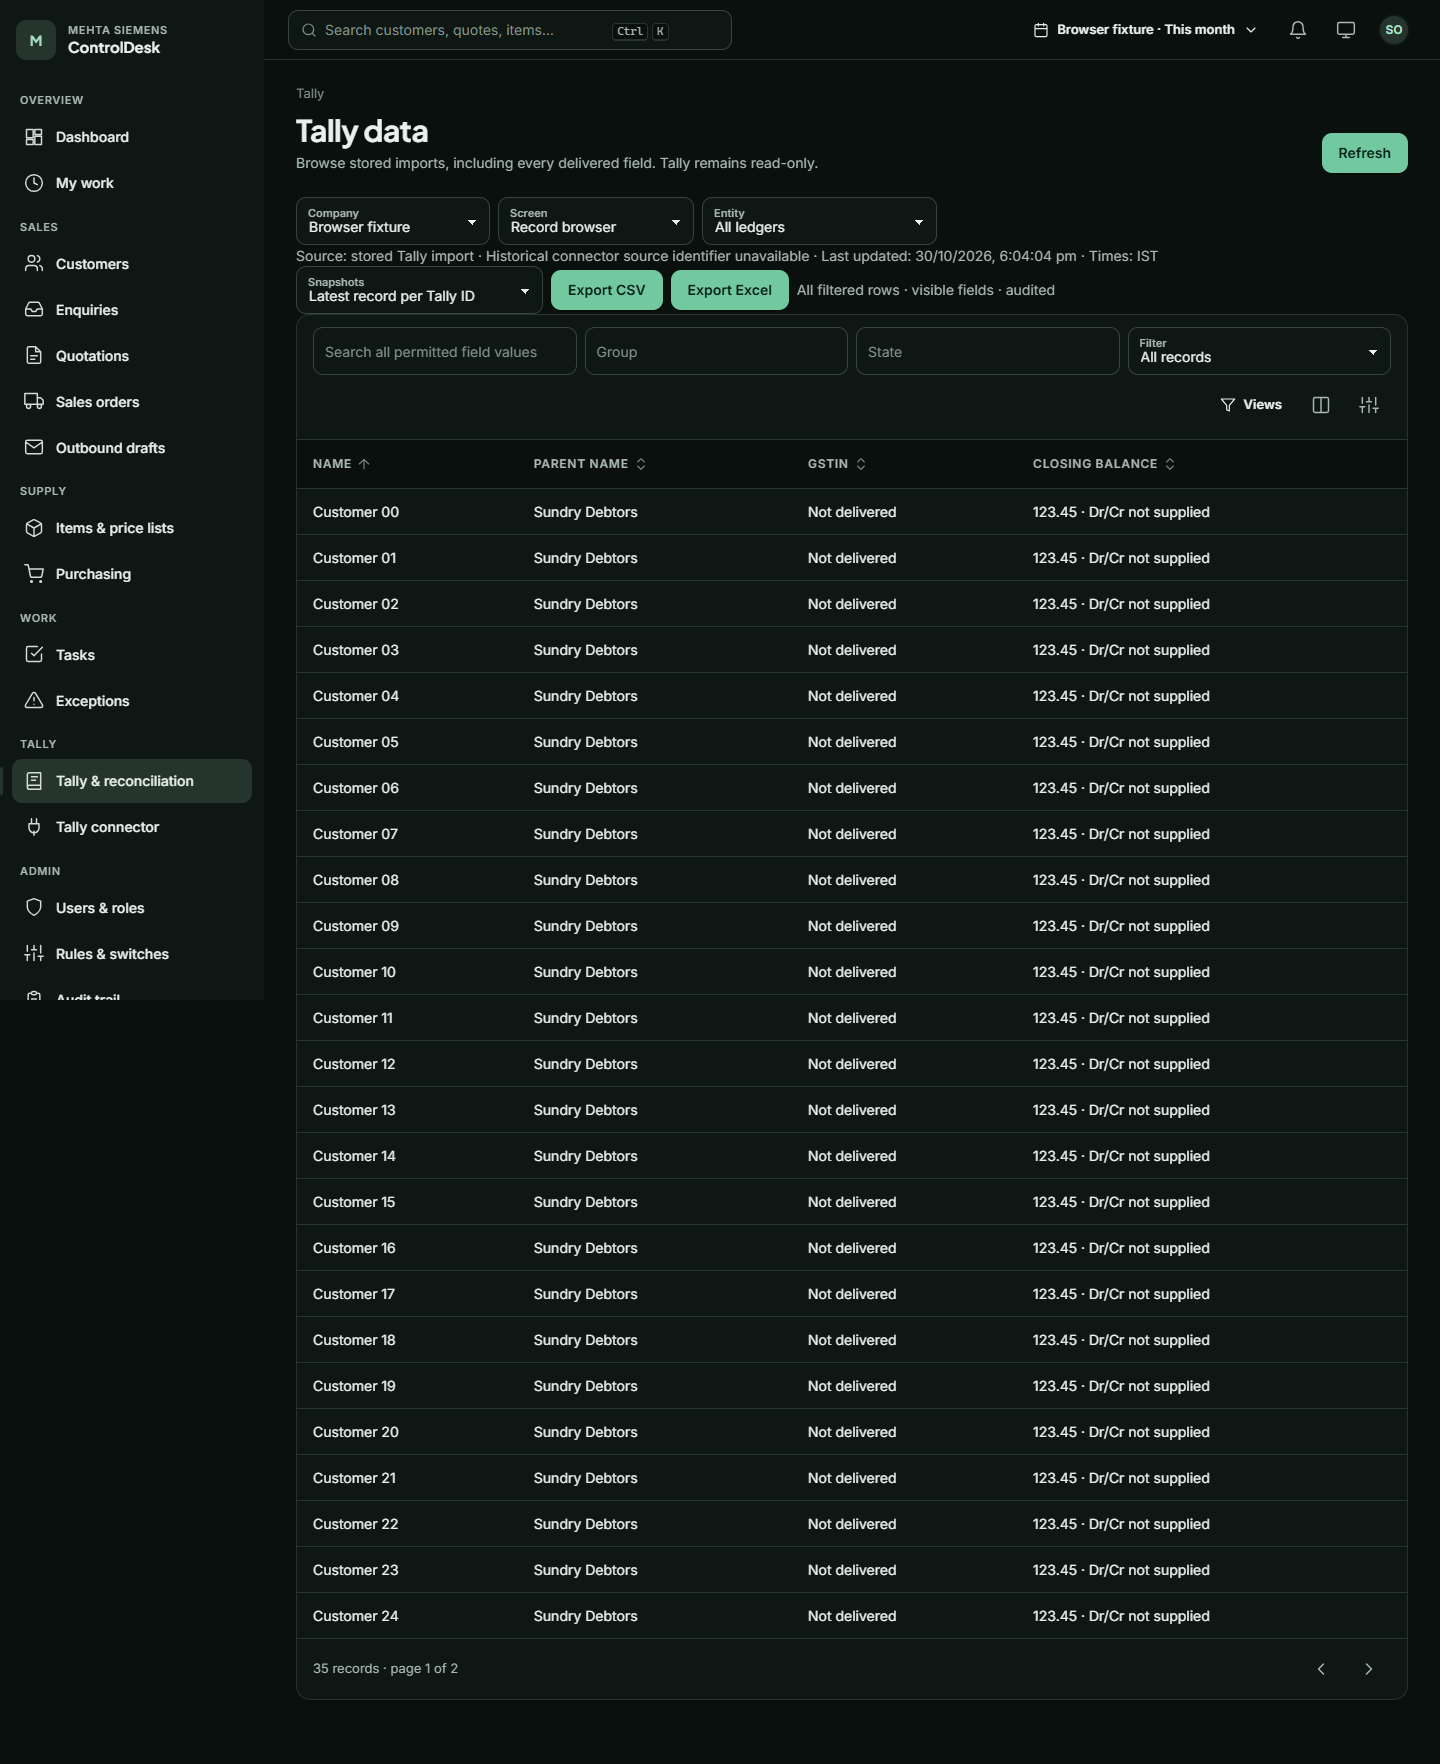 M
MEHTA SIEMENS
ControlDesk
Search customers, quotes, items...
Ctrl K
Browser fixture · This month
SO
OVERVIEW
Dashboard
My work
SALES
Customers
Enquiries
Quotations
Sales orders
Outbound drafts
SUPPLY
Items & price lists
Purchasing
WORK
Tasks
Exceptions
TALLY
Tally & reconciliation
Tally connector
ADMIN
Users & roles
Rules & switches
Audit trail
Tally
Tally data
Browse stored imports, including every delivered field. Tally remains read-only.
Refresh
Company
Browser fixture
Screen
Record browser
Entity
All ledgers
Source: stored Tally import · Historical connector source identifier unavailable · Last updated: 30/10/2026, 6:04:04 pm · Times: IST
Snapshots
Latest record per Tally ID
Export CSV
Export Excel
All filtered rows · visible fields · audited
Search all permitted field values
Group
State
Filter
All records
Views
NAME PARENT NAME GSTIN CLOSING BALANCE
Customer 00 Sundry Debtors Not delivered 123.45 · Dr/Cr not supplied
Customer 01 Sundry Debtors Not delivered 123.45 · Dr/Cr not supplied
Customer 02 Sundry Debtors Not delivered 123.45 · Dr/Cr not supplied
Customer 03 Sundry Debtors Not delivered 123.45 · Dr/Cr not supplied
Customer 04 Sundry Debtors Not delivered 123.45 · Dr/Cr not supplied
Customer 05 Sundry Debtors Not delivered 123.45 · Dr/Cr not supplied
Customer 06 Sundry Debtors Not delivered 123.45 · Dr/Cr not supplied
Customer 07 Sundry Debtors Not delivered 123.45 · Dr/Cr not supplied
Customer 08 Sundry Debtors Not delivered 123.45 · Dr/Cr not supplied
Customer 09 Sundry Debtors Not delivered 123.45 · Dr/Cr not supplied
Customer 10 Sundry Debtors Not delivered 123.45 · Dr/Cr not supplied
Customer 11 Sundry Debtors Not delivered 123.45 · Dr/Cr not supplied
Customer 12 Sundry Debtors Not delivered 123.45 · Dr/Cr not supplied
Customer 13 Sundry Debtors Not delivered 123.45 · Dr/Cr not supplied
Customer 14 Sundry Debtors Not delivered 123.45 · Dr/Cr not supplied
Customer 15 Sundry Debtors Not delivered 123.45 · Dr/Cr not supplied
Customer 16 Sundry Debtors Not delivered 123.45 · Dr/Cr not supplied
Customer 17 Sundry Debtors Not delivered 123.45 · Dr/Cr not supplied
Customer 18 Sundry Debtors Not delivered 123.45 · Dr/Cr not supplied
Customer 19 Sundry Debtors Not delivered 123.45 · Dr/Cr not supplied
Customer 20 Sundry Debtors Not delivered 123.45 · Dr/Cr not supplied
Customer 21 Sundry Debtors Not delivered 123.45 · Dr/Cr not supplied
Customer 22 Sundry Debtors Not delivered 123.45 · Dr/Cr not supplied
Customer 23 Sundry Debtors Not delivered 123.45 · Dr/Cr not supplied
Customer 24 Sundry Debtors Not delivered 123.45 · Dr/Cr not supplied
35 records · page 1 of 2